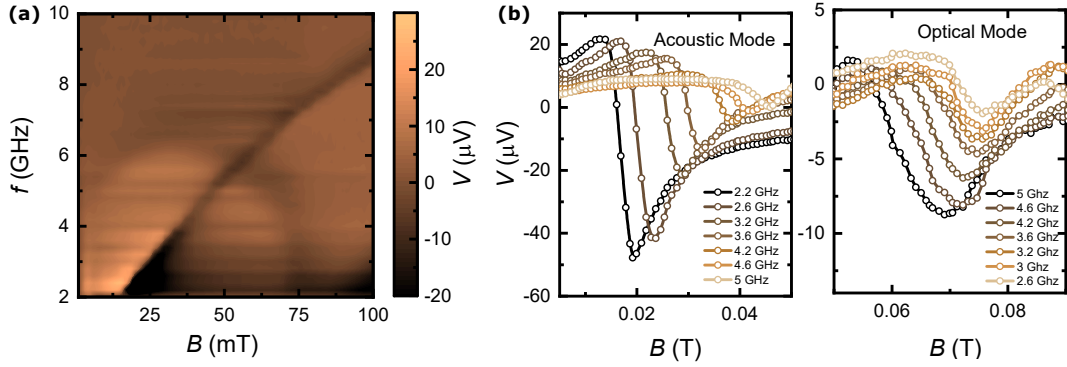 (a)
10
8
6
4
2
f (GHz)
25
50
75
100
B (mT)
20
10
0
-10
-20
V (µV)
(b)
Acoustic Mode
20
0
-20
-40
-60
V (µV)
0.02
0.04
B (T)
2.2 GHz
2.6 GHz
3.2 GHz
3.6 GHz
4.2 GHz
4.6 GHz
5 GHz
Optical Mode
5
0
-5
-10
0.06
0.08
B (T)
5 Ghz
4.6 Ghz
4.2 Ghz
3.6 Ghz
3.2 Ghz
3 Ghz
2.6 Ghz